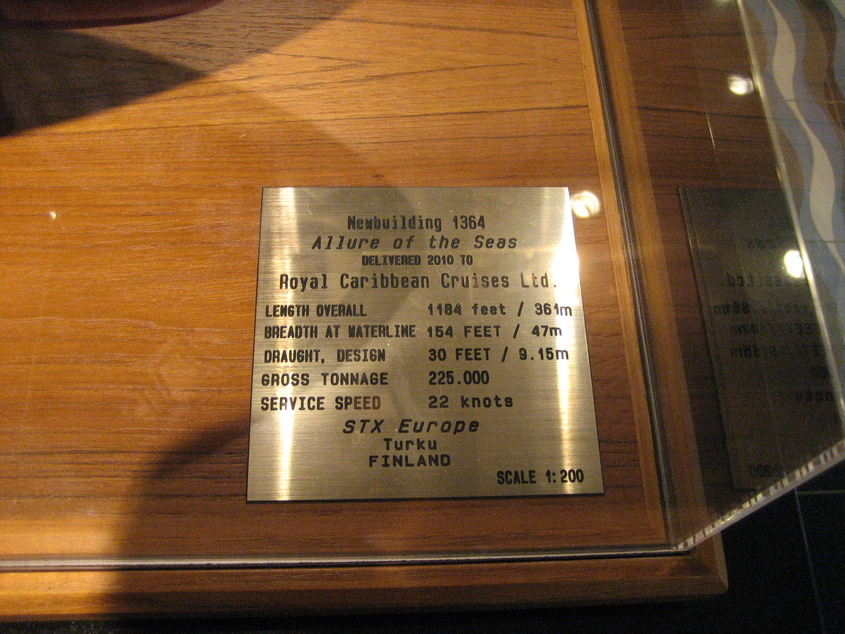 Newbuilding 1364
Allure of the Seas
DELIVERED 2010 TO
Royal Caribbean Cruises Ltd.
LENGTH OVERALL 1184 feet / 361m
BREADTH AT WATERLINE 154 FEET / 47m
DRAUGHT, DESIGN 30 FEET / 9.15m
GROSS TONNAGE 225.000
SERVICE SPEED 22 knots
STX Europe
Turku
FINLAND
SCALE 1:200